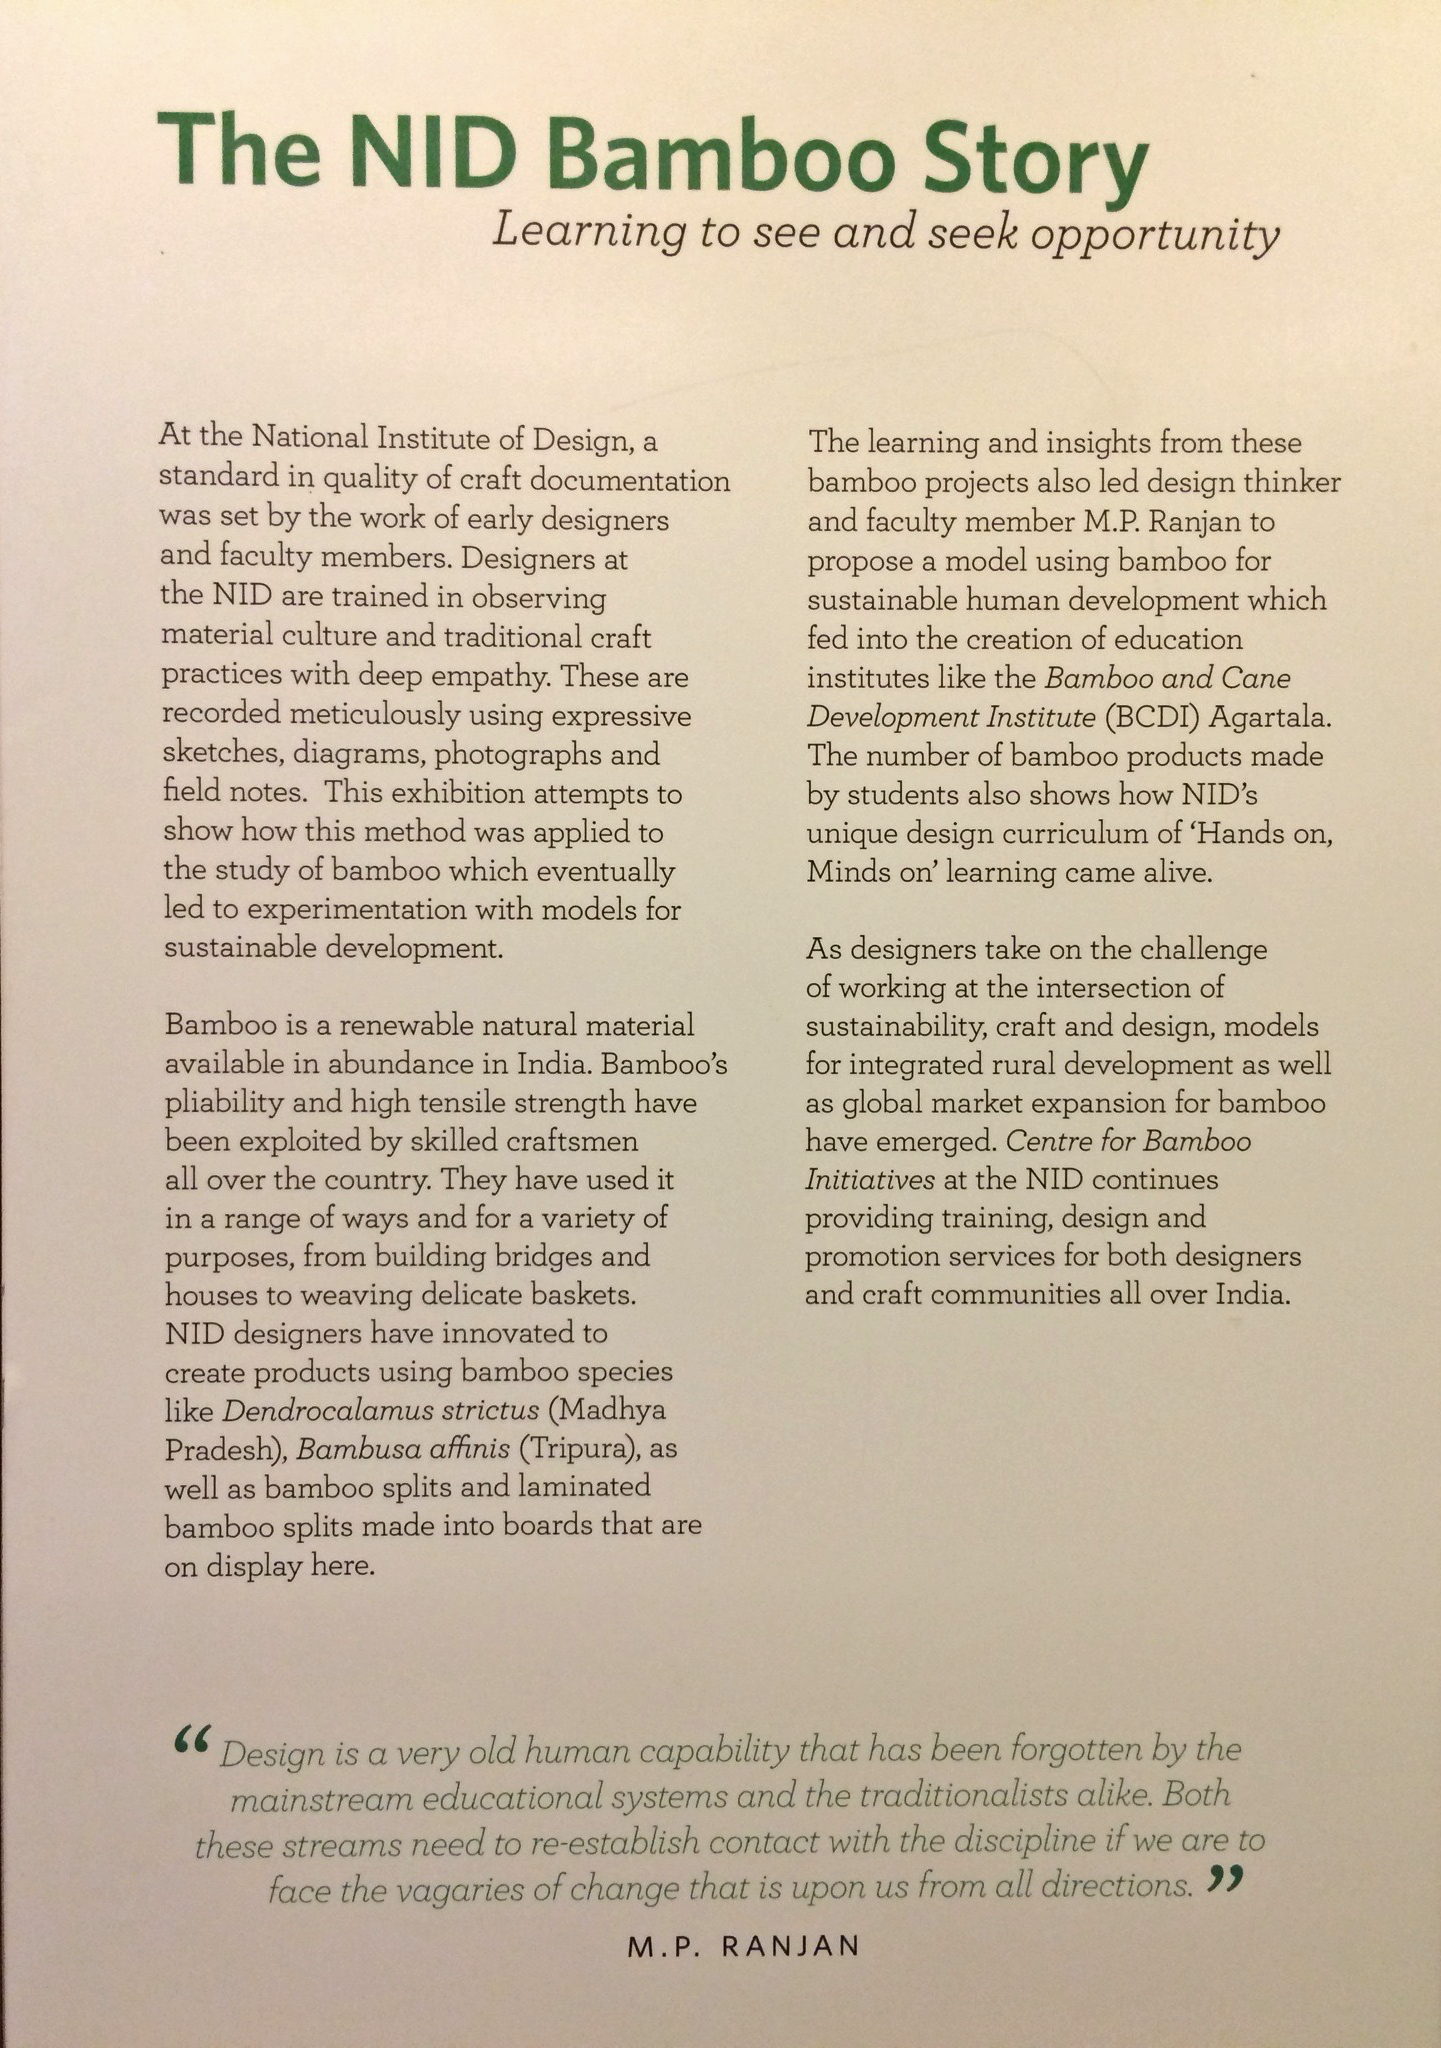 The NID Bamboo Story
Learning to see and seek opportunity
At the National Institute of Design, a
standard in quality of craft documentation
was set by the work of early designers
and faculty members. Designers at
the NID are trained in observing
material culture and traditional craft
practices with deep empathy. These are
recorded meticulously using expressive
sketches, diagrams, photographs and
field notes.  This exhibition attempts to
show how this method was applied to
the study of bamboo which eventually
led to experimentation with models for
sustainable development.
Bamboo is a renewable natural material
available in abundance in India. Bamboo’s
pliability and high tensile strength have
been exploited by skilled craftsmen
all over the country. They have used it
in a range of ways and for a variety of
purposes, from building bridges and
houses to weaving delicate baskets.
NID designers have innovated to
create products using bamboo species
like Dendrocalamus strictus (Madhya
Pradesh), Bambusa affinis (Tripura), as
well as bamboo splits and laminated
bamboo splits made into boards that are
on display here.
The learning and insights from these
bamboo projects also led design thinker
and faculty member M.P. Ranjan to
propose a model using bamboo for
sustainable human development which
fed into the creation of education
institutes like the Bamboo and Cane
Development Institute (BCDI) Agartala.
The number of bamboo products made
by students also shows how NID’s
unique design curriculum of ‘Hands on,
Minds on’ learning came alive.
As designers take on the challenge
of working at the intersection of
sustainability, craft and design, models
for integrated rural development as well
as global market expansion for bamboo
have emerged. Centre for Bamboo
Initiatives at the NID continues
providing training, design and
promotion services for both designers
and craft communities all over India.
“ Design is a very old human capability that has been forgotten by the
mainstream educational systems and the traditionalists alike. Both
these streams need to re-establish contact with the discipline if we are to
face the vagaries of change that is upon us from all directions. ”
M.P. RANJAN